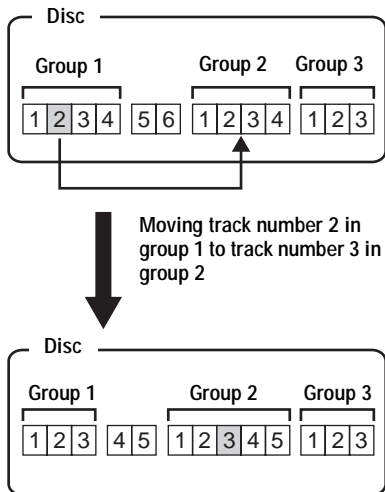 Disc
Group 1 Group 2 Group 3
1 2 3 4 5 6 1 2 3 4 1 2 3
Moving track number 2 in
group 1 to track number 3 in
group 2
Disc
Group 1 Group 2 Group 3
1 2 3 4 5 1 2 3 4 5 1 2 3